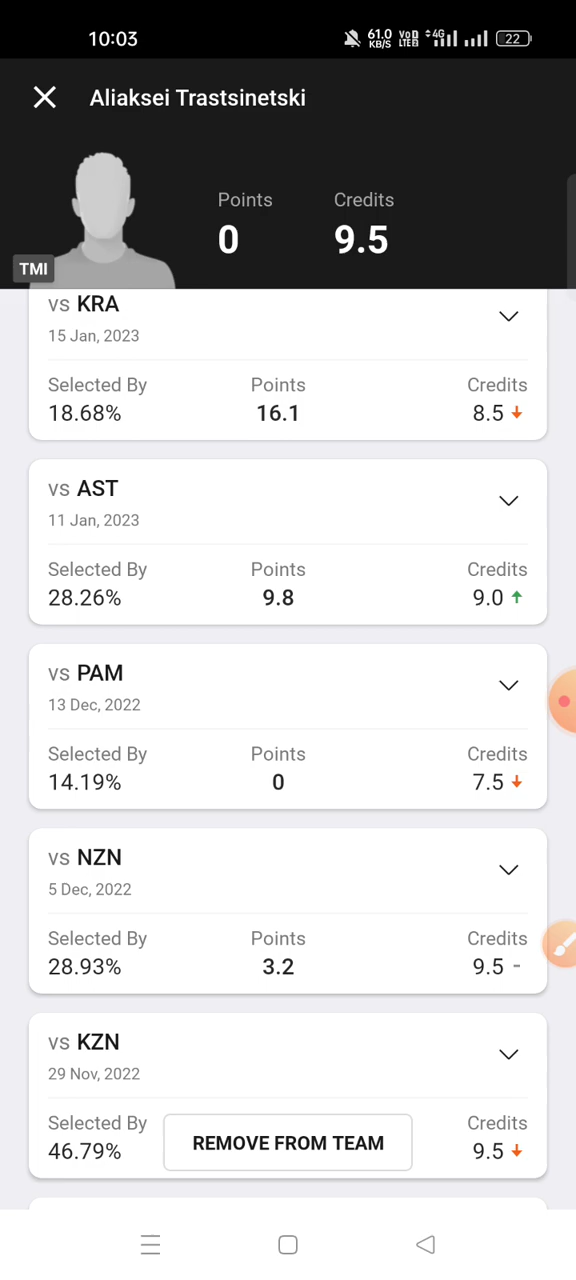 10:03
61.0 KB/S VoD LTE 4G 22
Aliaksei Trastsinetski
Points Credits
0 9.5
TMI
vs KRA
15 Jan, 2023
Selected By Points Credits
18.68% 16.1 8.5
vs AST
11 Jan, 2023
Selected By Points Credits
28.26% 9.8 9.0
vs PAM
13 Dec, 2022
Selected By Points Credits
14.19% 0 7.5
vs NZN
5 Dec, 2022
Selected By Points Credits
28.93% 3.2 9.5 -
vs KZN
29 Nov, 2022
Selected By Credits
46.79% 9.5
REMOVE FROM TEAM